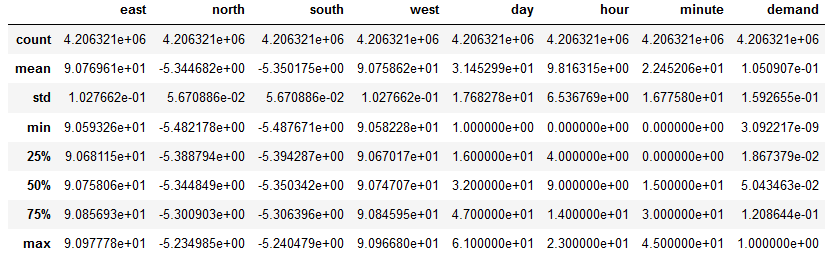 east north south west day hour minute demand
count 4.206321e+06 4.206321e+06 4.206321e+06 4.206321e+06 4.206321e+06 4.206321e+06 4.206321e+06 4.206321e+06
mean 9.076961e+01 -5.344682e+00 -5.350175e+00 9.075862e+01 3.145299e+01 9.816315e+00 2.245206e+01 1.050907e-01
std 1.027662e-01 5.670886e-02 5.670886e-02 1.027662e-01 1.768278e+01 6.536769e+00 1.677580e+01 1.592655e-01
min 9.059326e+01 -5.482178e+00 -5.487671e+00 9.058228e+01 1.000000e+00 0.000000e+00 0.000000e+00 3.092217e-09
25% 9.068115e+01 -5.388794e+00 -5.394287e+00 9.067017e+01 1.600000e+01 4.000000e+00 0.000000e+00 1.867379e-02
50% 9.075806e+01 -5.344849e+00 -5.350342e+00 9.074707e+01 3.200000e+01 9.000000e+00 1.500000e+01 5.043463e-02
75% 9.085693e+01 -5.300903e+00 -5.306396e+00 9.084595e+01 4.700000e+01 1.400000e+01 3.000000e+01 1.208644e-01
max 9.097778e+01 -5.234985e+00 -5.240479e+00 9.096680e+01 6.100000e+01 2.300000e+01 4.500000e+01 1.000000e+00